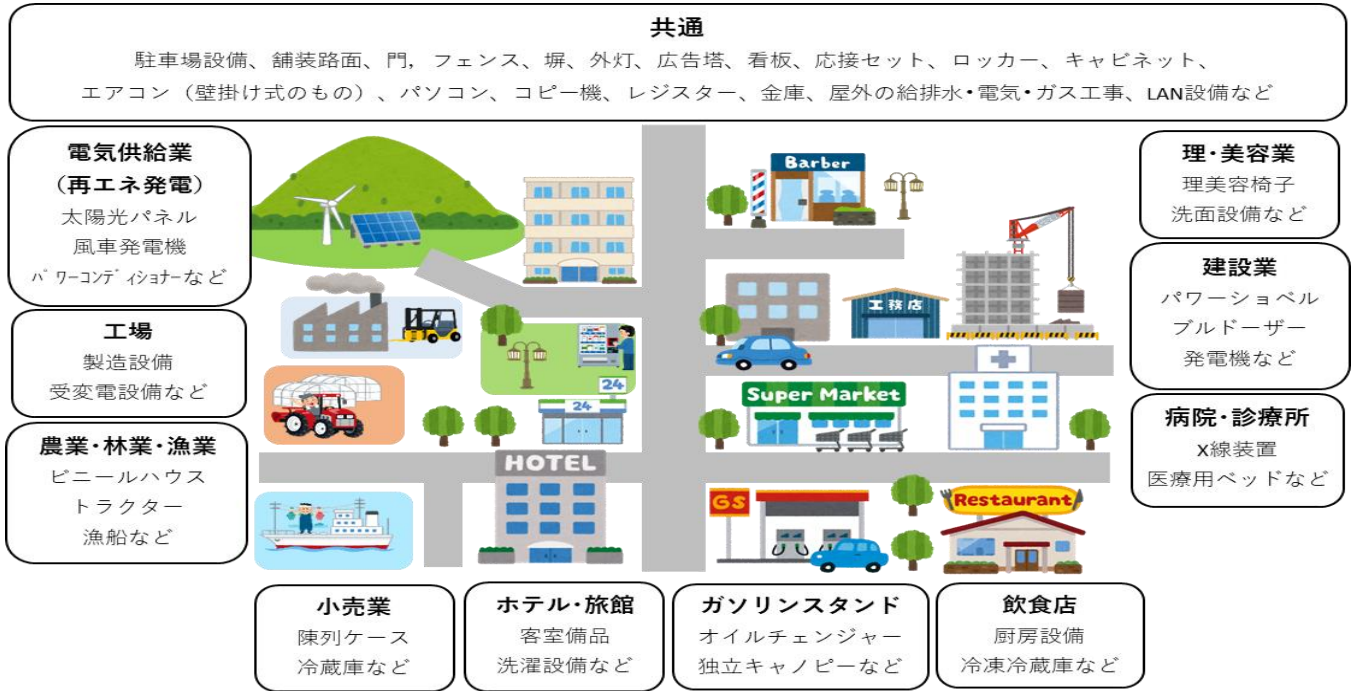 共通
駐車場設備、舗装路面、門，フェンス、塀、外灯、広告塔、看板、応接セット、ロッカー、キャビネット、
エアコン（壁掛け式のもの）、パソコン、コピー機、レジスター、金庫、屋外の給排水・電気・ガス工事、LAN設備など
電気供給業
（再エネ発電）
太陽光パネル
風車発電機
ﾊﾟﾜｰｺﾝﾃﾞｨｼｮﾅｰなど
工場
製造設備
受変電設備など
農業・林業・漁業
ビニールハウス
トラクター
漁船など
Barber
工務店
24
24
Super Market
HOTEL
GS
Restaurant
理・美容業
理美容椅子
洗面設備など
建設業
パワーショベル
ブルドーザー
発電機など
病院・診療所
X線装置
医療用ベッドなど
小売業
陳列ケース
冷蔵庫など
ホテル・旅館
客室備品
洗濯設備など
ガソリンスタンド
オイルチェンジャー
独立キャノピーなど
飲食店
厨房設備
冷凍冷蔵庫など